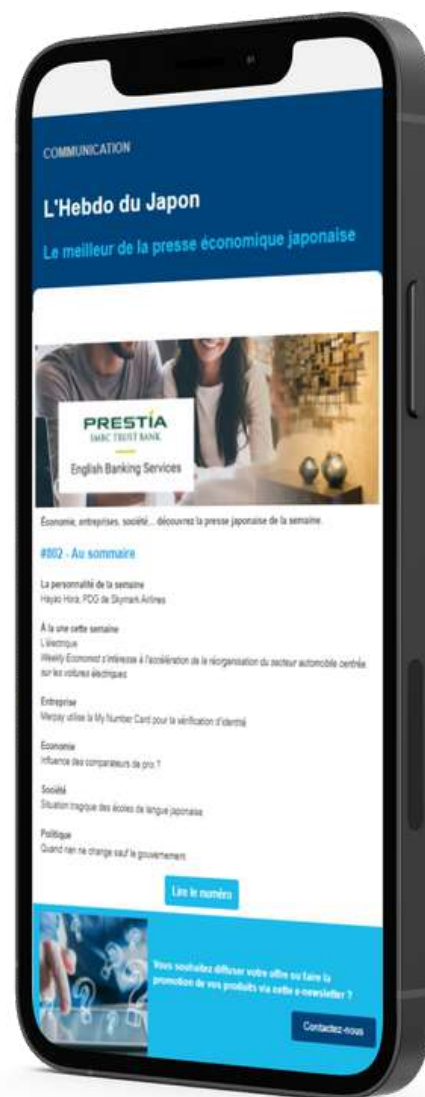 COMMUNICATION
L'Hebdo du Japon
Le meilleur de la presse économique japonaise
PRESTIA
SMBC TRUST BANK
English Banking Services
Économie, entreprises, société... découvrez la presse japonaise de la semaine.
#802 - Au sommaire
La personnalité de la semaine
Hayao Hora, PDG de Skymark Airlines
À la une cette semaine
L'électrique
Weekly Economist s'intéresse à l'accélération de la réorganisation du secteur automobile centrée
sur les voitures électriques
Entreprise
Merpay utilise la My Number Card pour la vérification d'identité
Economie
Influence des comparateurs de prix ?
Société
Situation tragique des écoles de langue japonaise
Politique
Quand rien ne change sauf le gouvernement
Lire le numéro
Vous souhaitez diffuser votre offre ou faire la
promotion de vos produits via cette e-newsletter ?
Contactez-nous